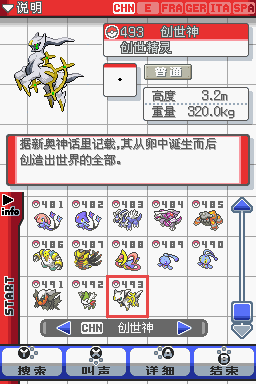 说明
CHN E FRA GER ITA SPA
493 创世神
创世精灵
普通
高度 3.2m
重量 320.0kg
据新奥神话里记载,其从卵中诞生而后
创造出世界的全部。
info
481 482 483 484 485
486 487 488 489 490
491 492 493
START
CHN 创世神
Y X A B
搜索 叫声 详细 结束